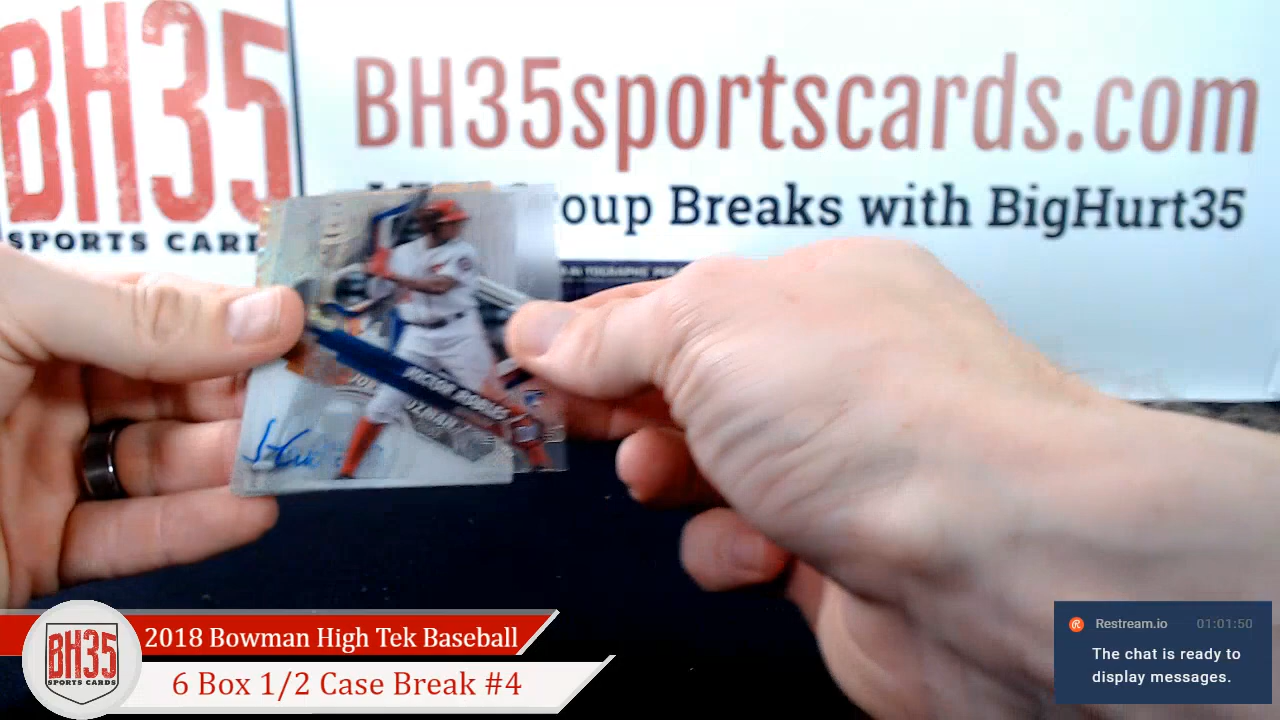 BH35
SPORTS CARD
BH35sportscards.com
oup Breaks with BigHurt35
VICTOR ROBLES
2018 Bowman High Tek Baseball
6 Box 1/2 Case Break #4
BH35
SPORTS CARDS
Restream.io 01:01:50
The chat is ready to
display messages.